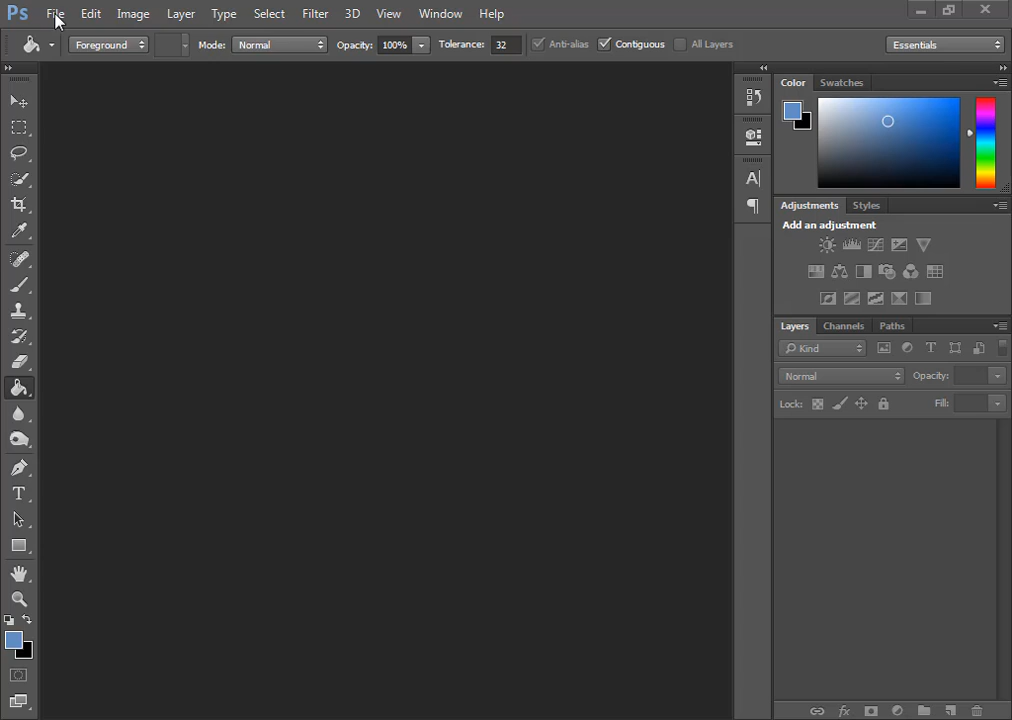 Ps File Edit Image Layer Type Select Filter 3D View Window Help
Foreground Mode: Normal Opacity: 100% Tolerance: 32 Anti-alias Contiguous All Layers Essentials
Color Swatches
Adjustments Styles
Add an adjustment
Layers Channels Paths
Kind
Normal Opacity:
Lock: Fill: